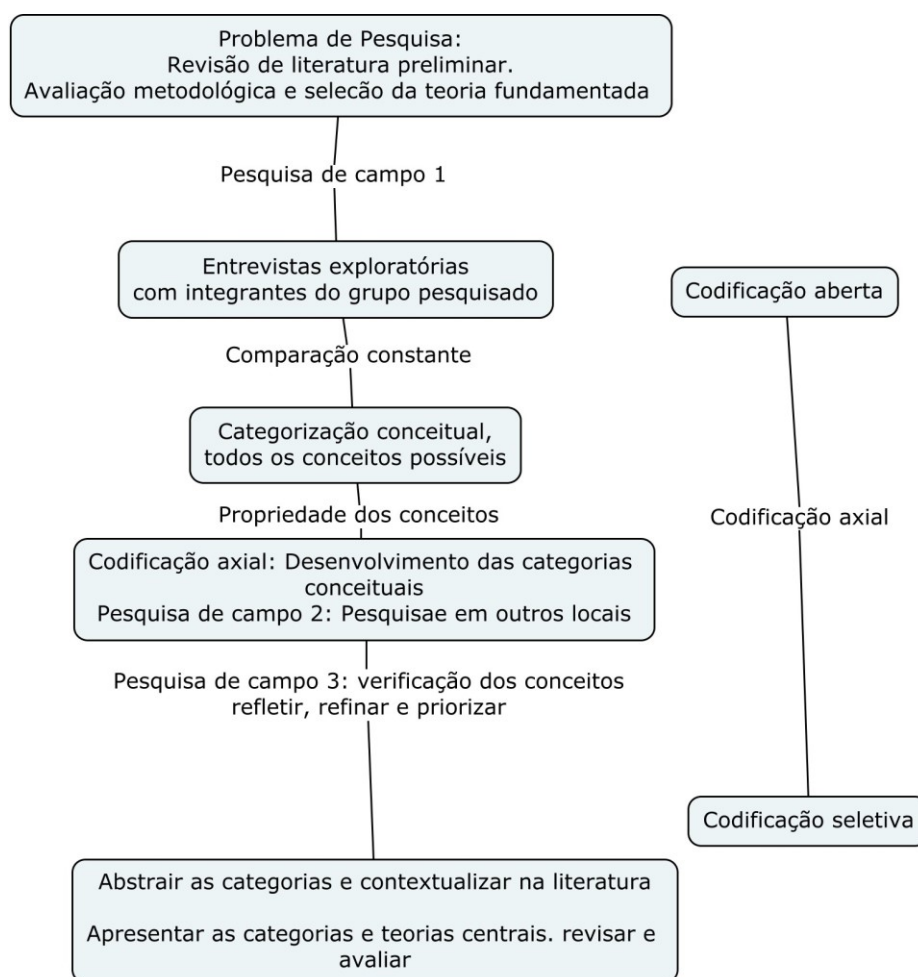 Problema de Pesquisa:
Revisão de literatura preliminar.
Avaliação metodológica e selecão da teoria fundamentada
Pesquisa de campo 1
Entrevistas exploratórias
com integrantes do grupo pesquisado
Comparação constante
Categorização conceitual,
todos os conceitos possíveis
Propriedade dos conceitos
Codificação axial: Desenvolvimento das categorias
conceituais
Pesquisa de campo 2: Pesquisae em outros locais
Pesquisa de campo 3: verificação dos conceitos
refletir, refinar e priorizar
Abstrair as categorias e contextualizar na literatura
Apresentar as categorias e teorias centrais. revisar e
avaliar
Codificação aberta
Codificação axial
Codificação seletiva